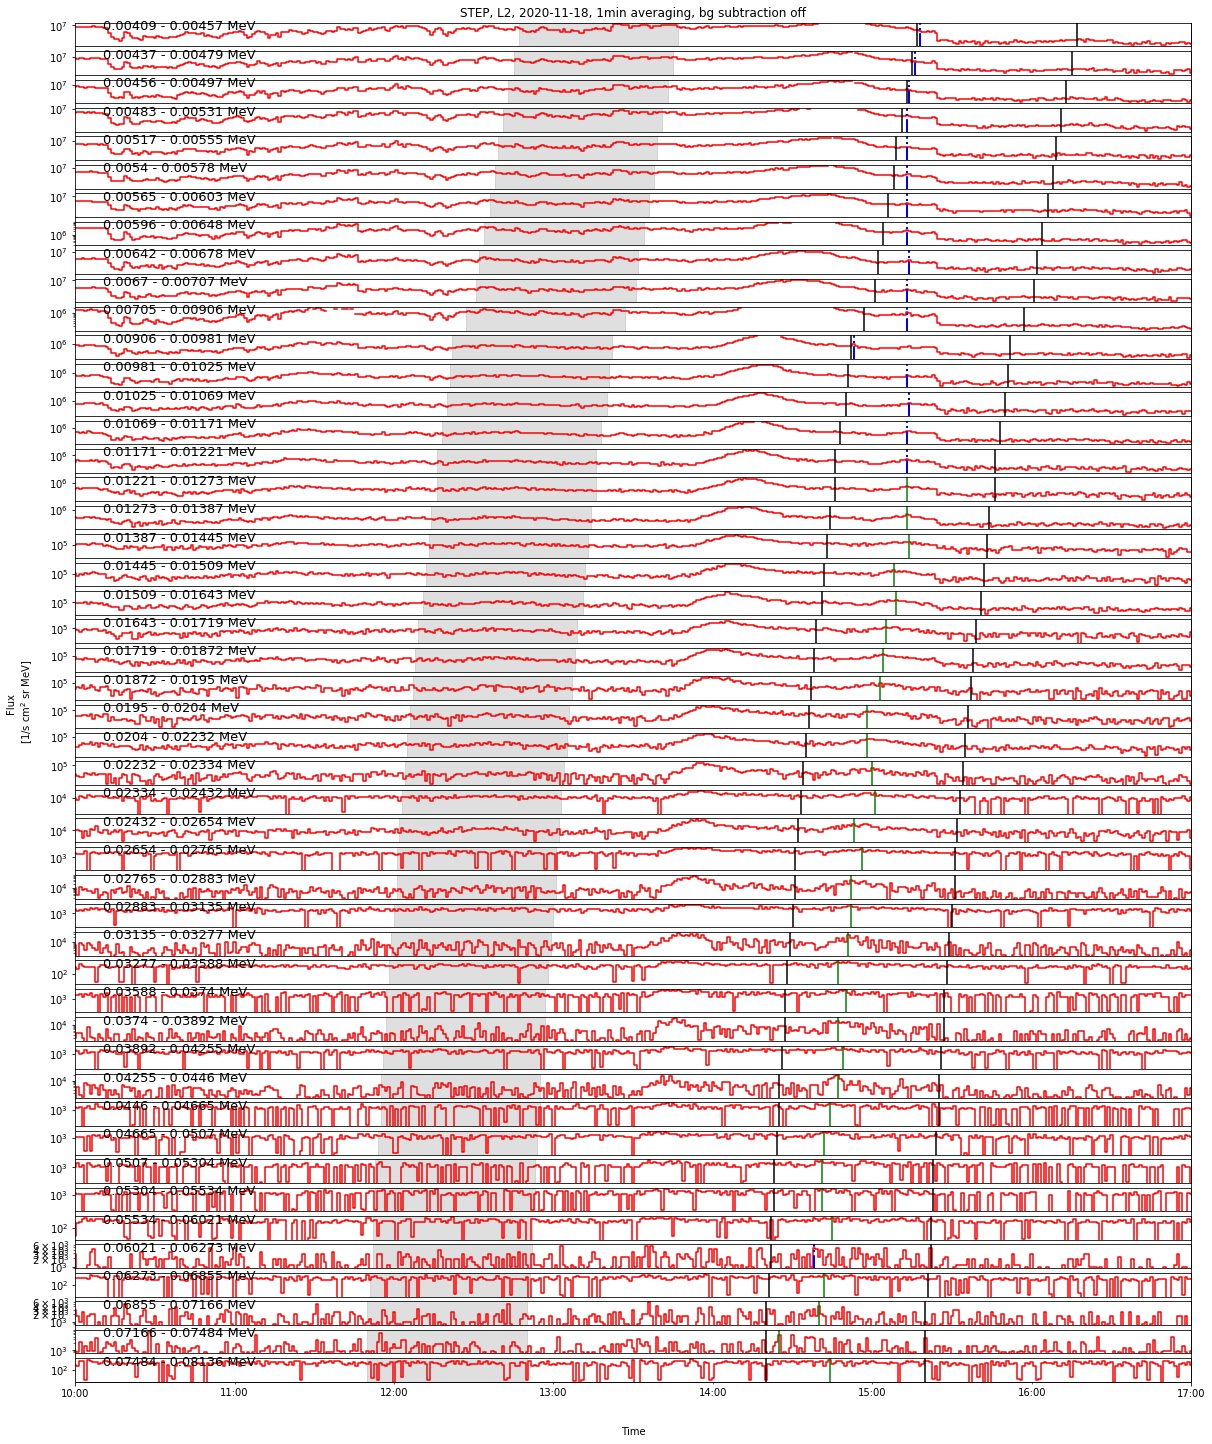 STEP, L2, 2020-11-18, 1min averaging, bg subtraction off
10⁷ 0.00409 - 0.00457 MeV
10⁷ 0.00437 - 0.00479 MeV
10⁷ 0.00456 - 0.00497 MeV
10⁷ 0.00483 - 0.00531 MeV
10⁷ 0.00517 - 0.00555 MeV
10⁷ 0.0054 - 0.00578 MeV
10⁷ 0.00565 - 0.00603 MeV
10⁶ 0.00596 - 0.00648 MeV
10⁷ 0.00642 - 0.00678 MeV
10⁷ 0.0067 - 0.00707 MeV
10⁶ 0.00705 - 0.00906 MeV
10⁶ 0.00906 - 0.00981 MeV
10⁶ 0.00981 - 0.01025 MeV
10⁶ 0.01025 - 0.01069 MeV
10⁶ 0.01069 - 0.01171 MeV
10⁶ 0.01171 - 0.01221 MeV
10⁶ 0.01221 - 0.01273 MeV
10⁶ 0.01273 - 0.01387 MeV
10⁵ 0.01387 - 0.01445 MeV
10⁵ 0.01445 - 0.01509 MeV
10⁵ 0.01509 - 0.01643 MeV
10⁵ 0.01643 - 0.01719 MeV
10⁵ 0.01719 - 0.01872 MeV
10⁵ 0.01872 - 0.0195 MeV
10⁵ 0.0195 - 0.0204 MeV
10⁵ 0.0204 - 0.02232 MeV
10⁵ 0.02232 - 0.02334 MeV
10⁴ 0.02334 - 0.02432 MeV
10⁴ 0.02432 - 0.02654 MeV
10³ 0.02654 - 0.02765 MeV
10⁴ 0.02765 - 0.02883 MeV
10³ 0.02883 - 0.03135 MeV
10⁴ 0.03135 - 0.03277 MeV
10² 0.03277 - 0.03588 MeV
10³ 0.03588 - 0.0374 MeV
10⁴ 0.0374 - 0.03892 MeV
10³ 0.03892 - 0.04255 MeV
10⁴ 0.04255 - 0.0446 MeV
10³ 0.0446 - 0.04665 MeV
10³ 0.04665 - 0.0507 MeV
10³ 0.0507 - 0.05304 MeV
10³ 0.05304 - 0.05534 MeV
10² 0.05534 - 0.06021 MeV
6 × 10³ 0.06021 - 0.06273 MeV
10³
10² 0.06273 - 0.06855 MeV
6 × 10³ 0.06855 - 0.07166 MeV
10³
10³ 0.07166 - 0.07484 MeV
10² 0.07484 - 0.08136 MeV
Flux
[1/s cm² sr MeV]
10:00 11:00 12:00 13:00 14:00 15:00 16:00 17:00
Time